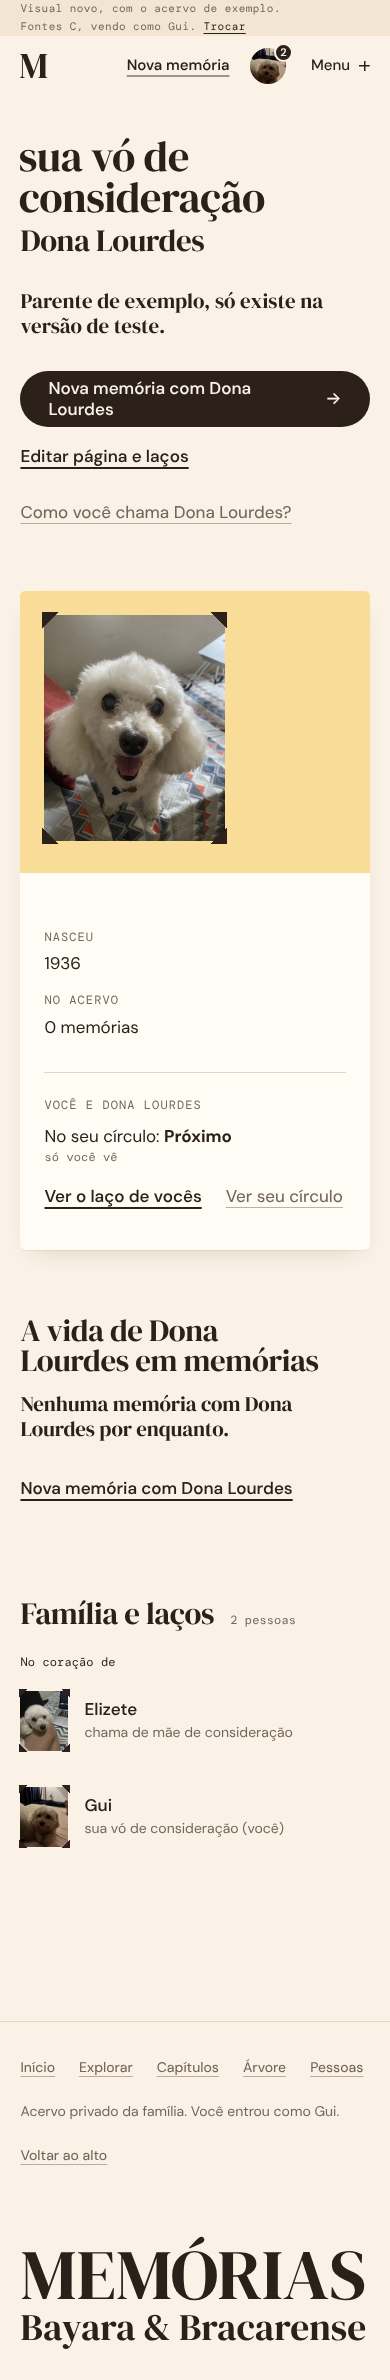 Visual novo, com o acervo de exemplo.
Fontes C, vendo como Gui. Trocar
M
Nova memória
2
Menu +
sua vó de
consideração
Dona Lourdes
Parente de exemplo, só existe na
versão de teste.
Nova memória com Dona
Lourdes →
Editar página e laços
Como você chama Dona Lourdes?
NASCEU
1936
NO ACERVO
0 memórias
VOCÊ E DONA LOURDES
No seu círculo: Próximo
só você vê
Ver o laço de vocês
Ver seu círculo
A vida de Dona
Lourdes em memórias
Nenhuma memória com Dona
Lourdes por enquanto.
Nova memória com Dona Lourdes
Família e laços 2 pessoas
No coração de
Elizete
chama de mãe de consideração
Gui
sua vó de consideração (você)
Início Explorar Capítulos Árvore Pessoas
Acervo privado da família. Você entrou como Gui.
Voltar ao alto
MEMÓRIAS
Bayara & Bracarense